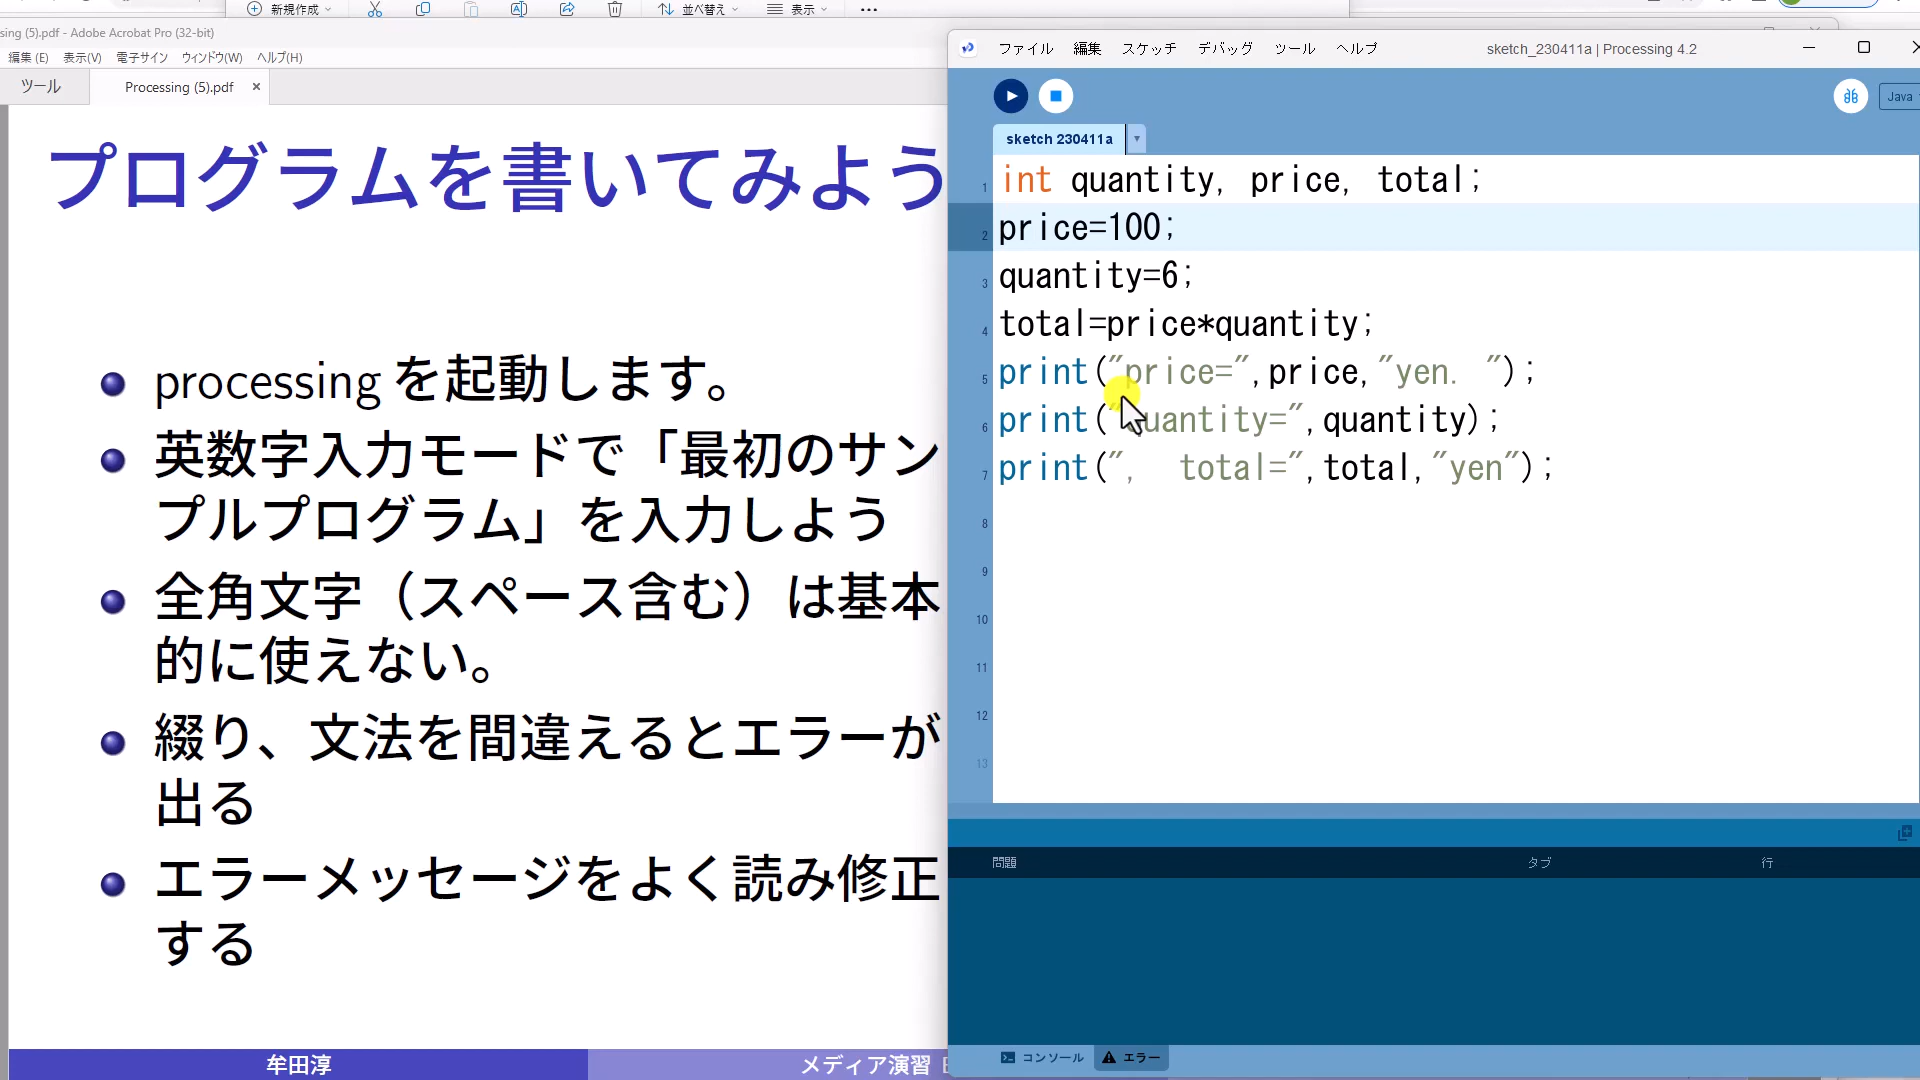 新規作成 並べ替え 表示 ...
sing (5).pdf - Adobe Acrobat Pro (32-bit)
編集 (E) 表示(V) 電子サイン ウィンドウ(W) ヘルプ(H)
ツール Processing (5).pdf ×
プログラムを書いてみよう
processing を起動します。
英数字入力モードで「最初のサン
プルプログラム」を入力しよう
全角文字（スペース含む）は基本
的に使えない。
綴り、文法を間違えるとエラーが
出る
エラーメッセージをよく読み修正
する
牟田淳 メディア演習
ファイル 編集 スケッチ デバッグ ツール ヘルプ sketch_230411a | Processing 4.2
Java
sketch 230411a
1 int quantity, price, total;
2 price=100;
3 quantity=6;
4 total=price*quantity;
5 print("price=",price,"yen. ");
6 print("quantity=",quantity);
7 print(",  total=",total,"yen");
8
9
10
11
12
13
問題 タブ 行
コンソール エラー